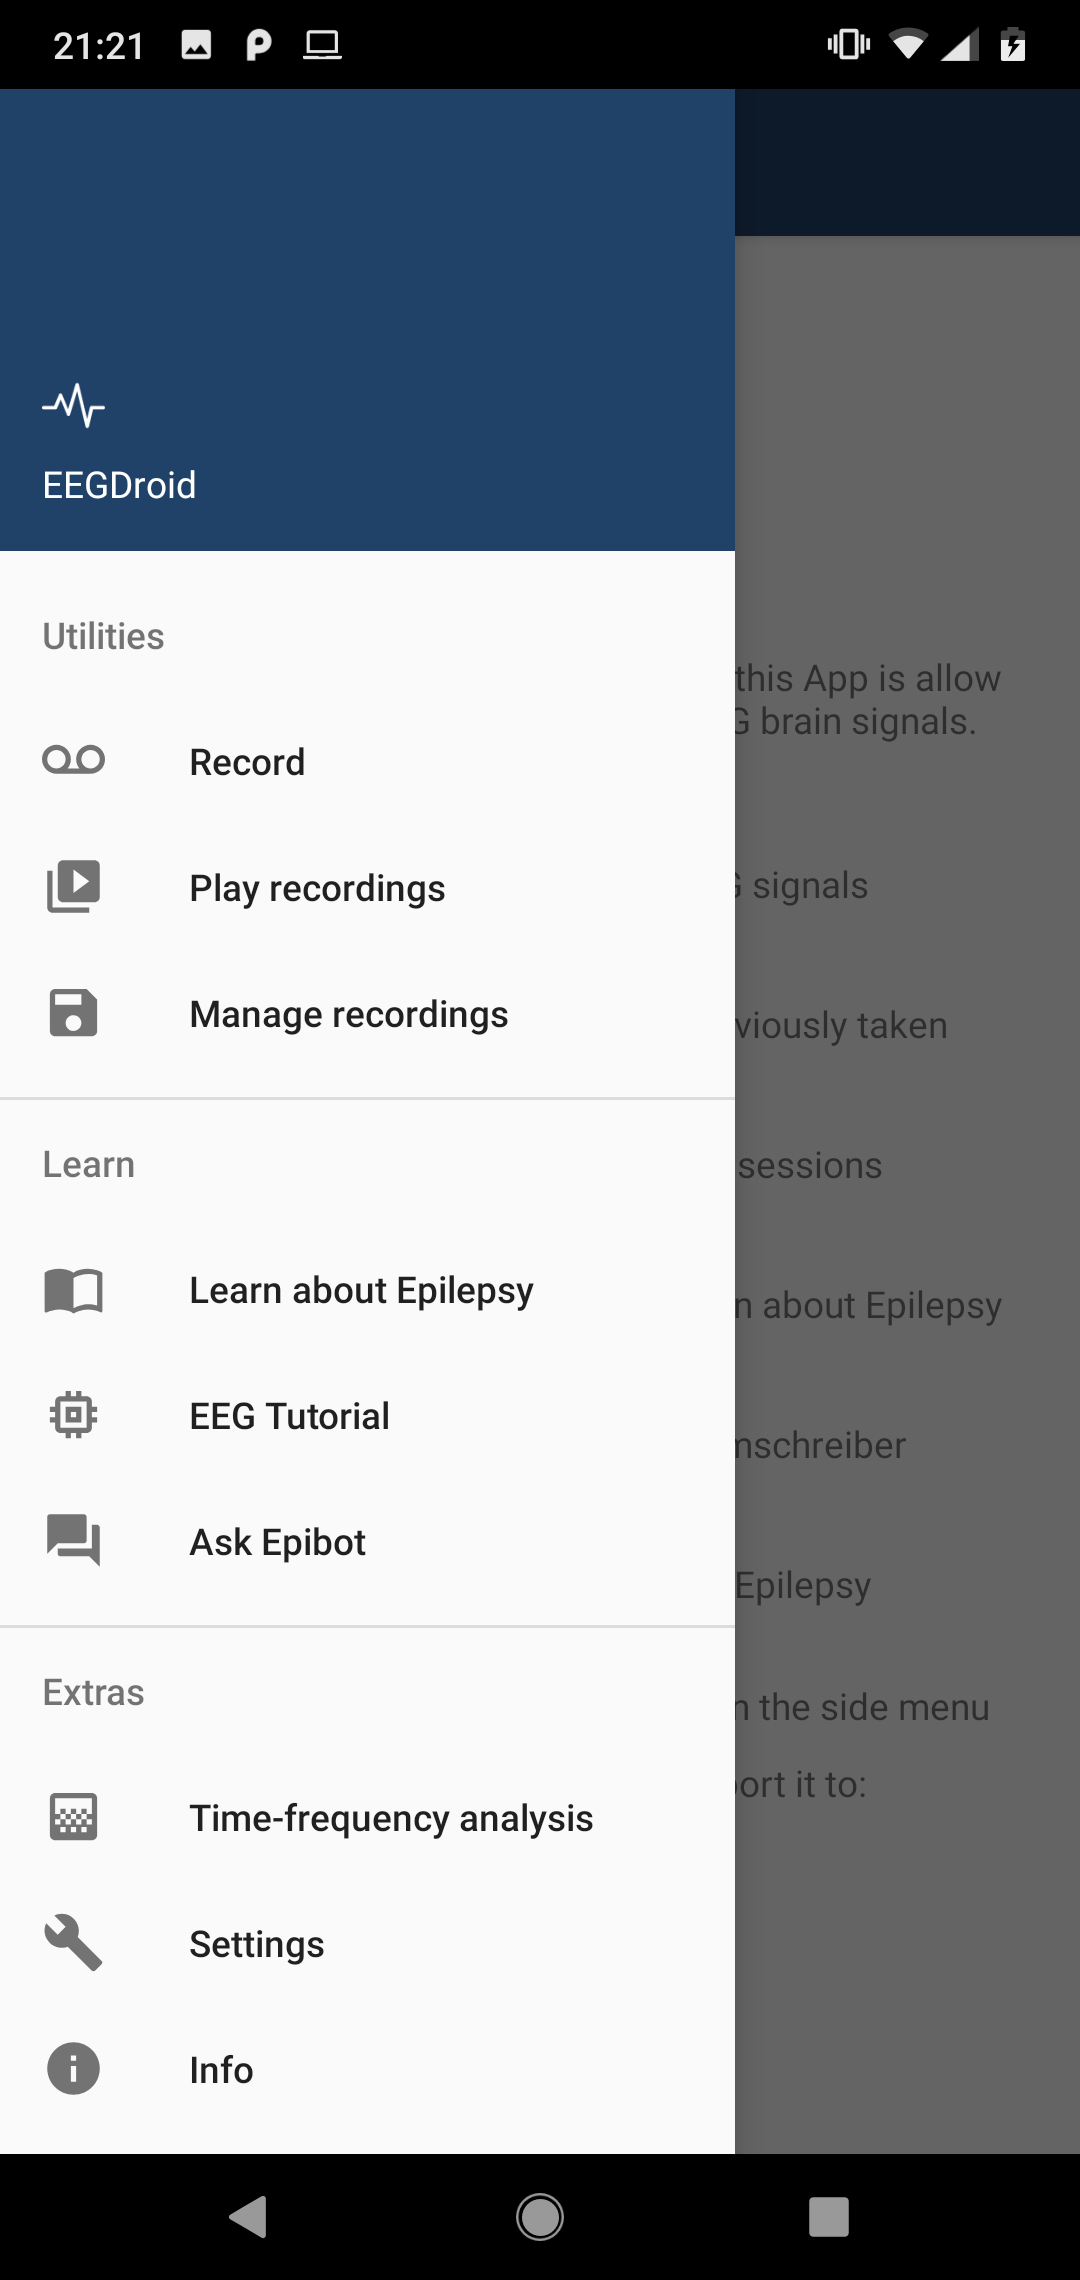 21:21
EEGDroid
Utilities
Record
Play recordings
Manage recordings
Learn
Learn about Epilepsy
EEG Tutorial
Ask Epibot
Extras
Time-frequency analysis
Settings
Info
this App is allow
G brain signals.
signals
viously taken
sessions
n about Epilepsy
nschreiber
Epilepsy
n the side menu
ort it to: